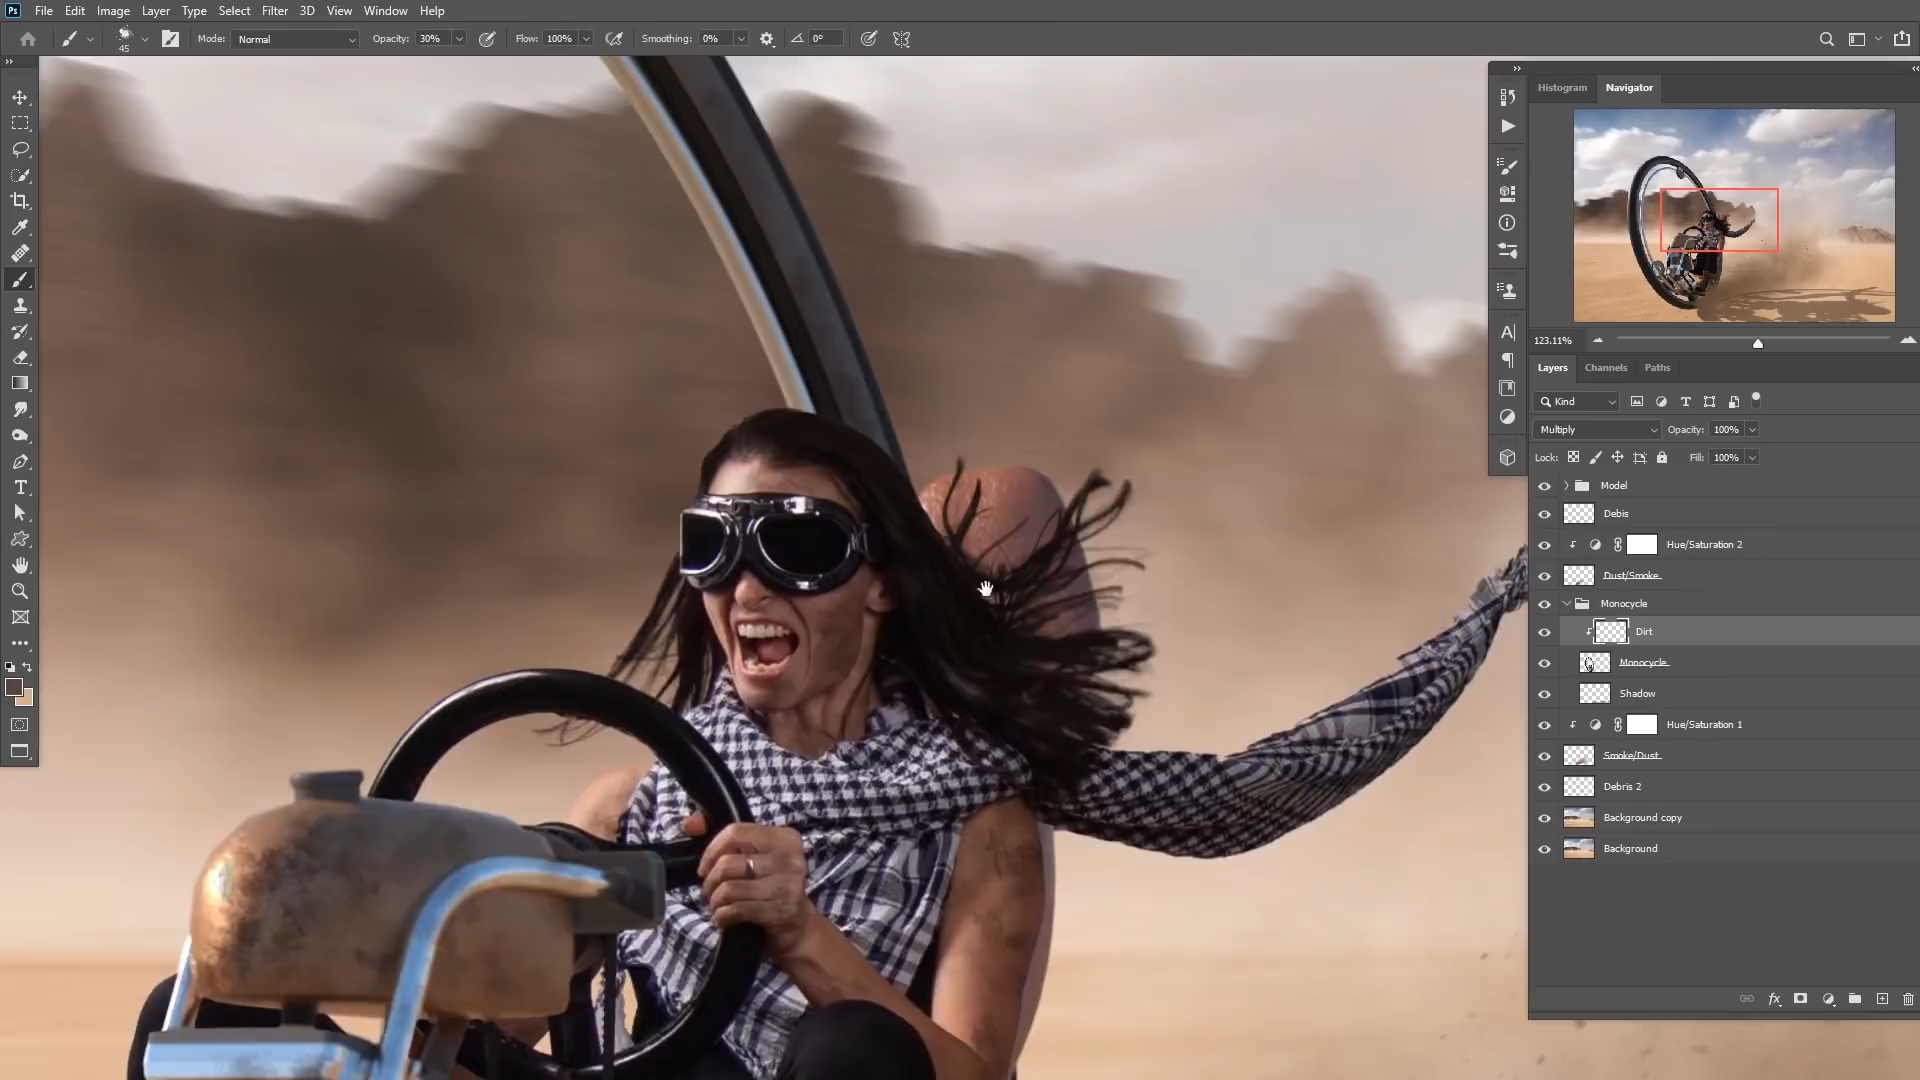 Ps File Edit Image Layer Type Select Filter 3D View Window Help
45 Mode: Normal Opacity: 30% Flow: 100% Smoothing: 0% 0°
Histogram Navigator
123.11%
Layers Channels Paths
Kind
Multiply Opacity: 100%
Lock: Fill: 100%
Model
Debis
Hue/Saturation 2
Dust/Smoke
Monocycle
Dirt
Monocycle
Shadow
Hue/Saturation 1
Smoke/Dust
Debris 2
Background copy
Background
fx